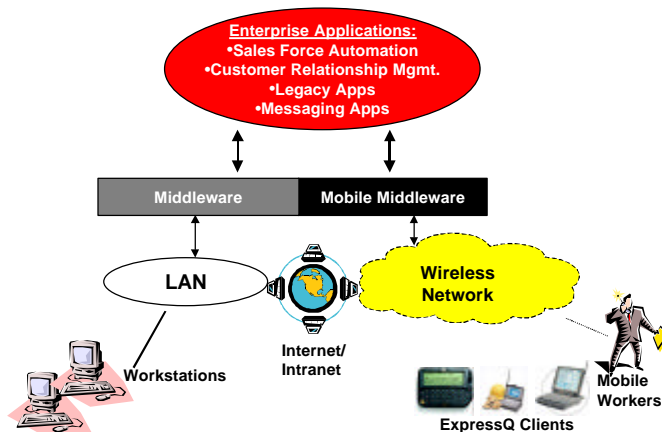 Enterprise Applications:
•Sales Force Automation
•Customer Relationship Mgmt.
•Legacy Apps
•Messaging Apps
Middleware
Mobile Middleware
LAN
Wireless
Network
Internet/
Intranet
Workstations
Mobile
Workers
ExpressQ Clients